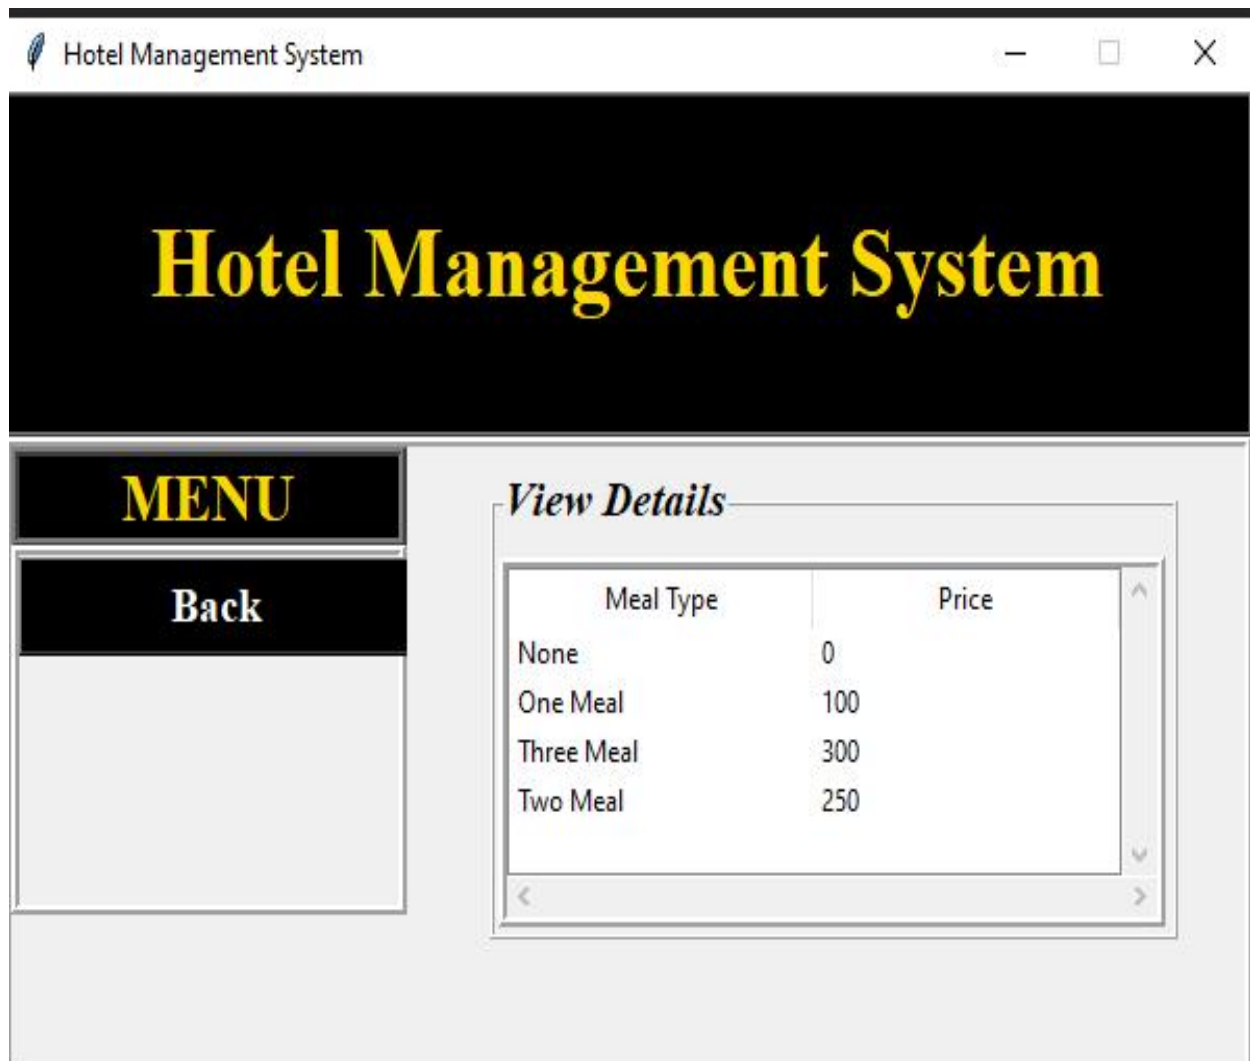 Hotel Management System
Hotel Management System
MENU
Back
View Details
Meal Type Price
None 0
One Meal 100
Three Meal 300
Two Meal 250